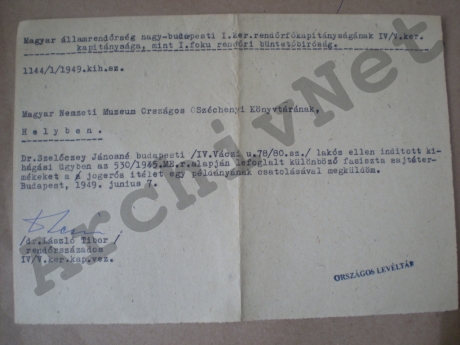 Magyar államrendőrség nagy-budapesti I.Ker.rendőrfőkapitányságának IV/V.ker.
kapitánysága, mint I.foku rendőri büntetőbiróság.
1144/1/1949.kih.sz.
Magyar Nemzeti Muzeum Országos Széchenyi Könyvtárának,
Helyben.
Dr.Szelőczey Jánosné budapesti /IV.Váczi u.78/80.sz./ lakós ellen inditott ki-
hágási ügyben az 530/1945.ME.r.alapján lefoglalt különböző fasiszta sajtóter-
mékeket a jogerős itélet egy példányának csatolásával megküldöm.
Budapest, 1949. junius 7.
/dr.László Tibor /
rendőrszázados
IV/V.ker.kap.vez.
ORSZÁGOS LEVÉLTÁR
ArchivNet